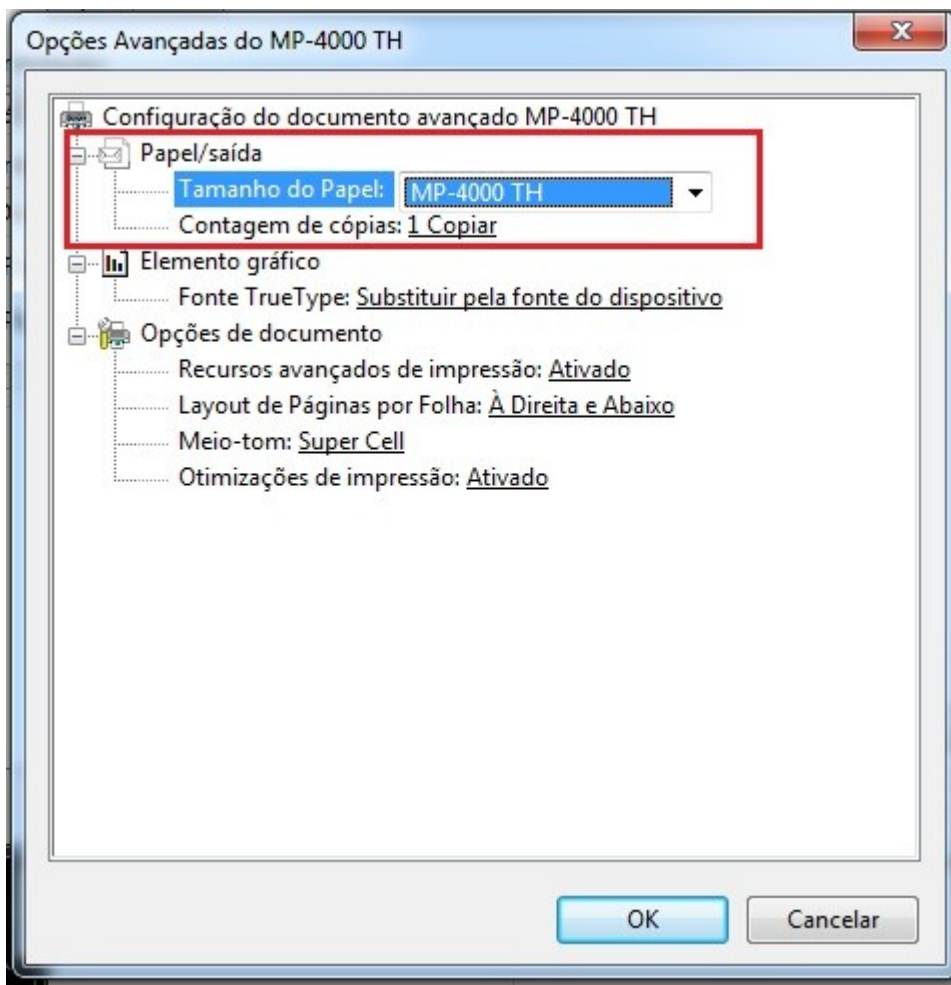 Opções Avançadas do MP-4000 TH
Configuração do documento avançado MP-4000 TH
Papel/saída
Tamanho do Papel: MP-4000 TH
Contagem de cópias: 1 Copiar
Elemento gráfico
Fonte TrueType: Substituir pela fonte do dispositivo
Opções de documento
Recursos avançados de impressão: Ativado
Layout de Páginas por Folha: À Direita e Abaixo
Meio-tom: Super Cell
Otimizações de impressão: Ativado
OK Cancelar